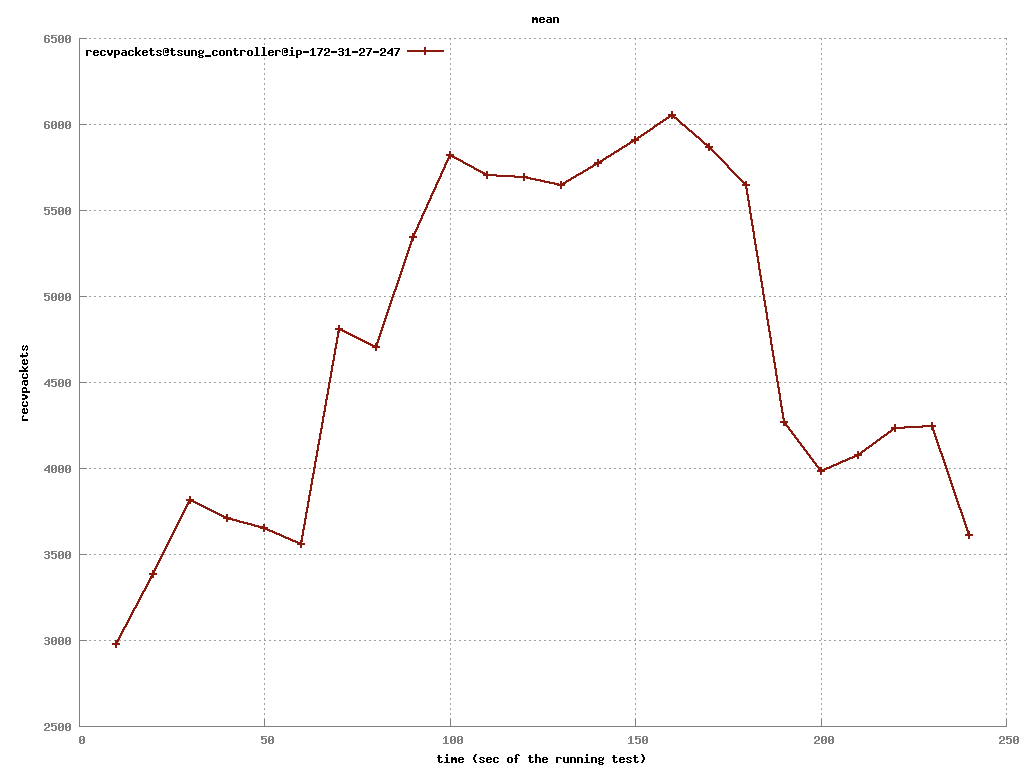 mean
6500
recvpackets@tsung_controller@ip-172-31-27-247
6000
5500
5000
4500
4000
3500
3000
2500
recvpackets
0 50 100 150 200 250
time (sec of the running test)